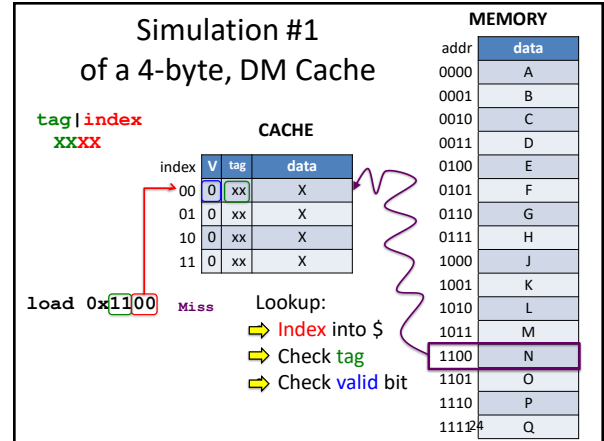 Simulation #1
of a 4-byte, DM Cache
tag|index
XXXX
CACHE
index V tag data
00 0 xx X
01 0 xx X
10 0 xx X
11 0 xx X
load 0x1100 Miss
Lookup:
Index into $
Check tag
Check valid bit
MEMORY
addr data
0000 A
0001 B
0010 C
0011 D
0100 E
0101 F
0110 G
0111 H
1000 J
1001 K
1010 L
1011 M
1100 N
1101 O
1110 P
1111 Q
24